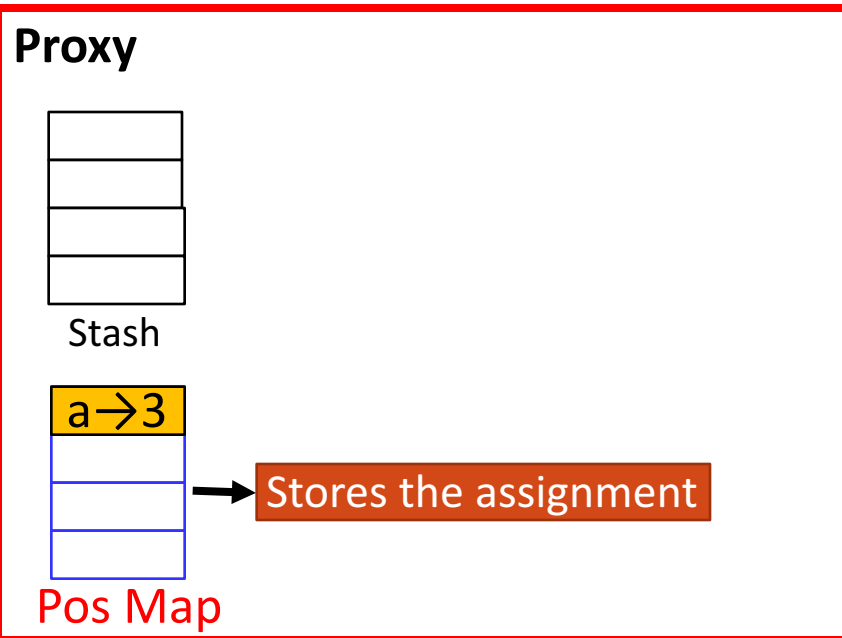 Proxy
Stash
a→3
Stores the assignment
Pos Map